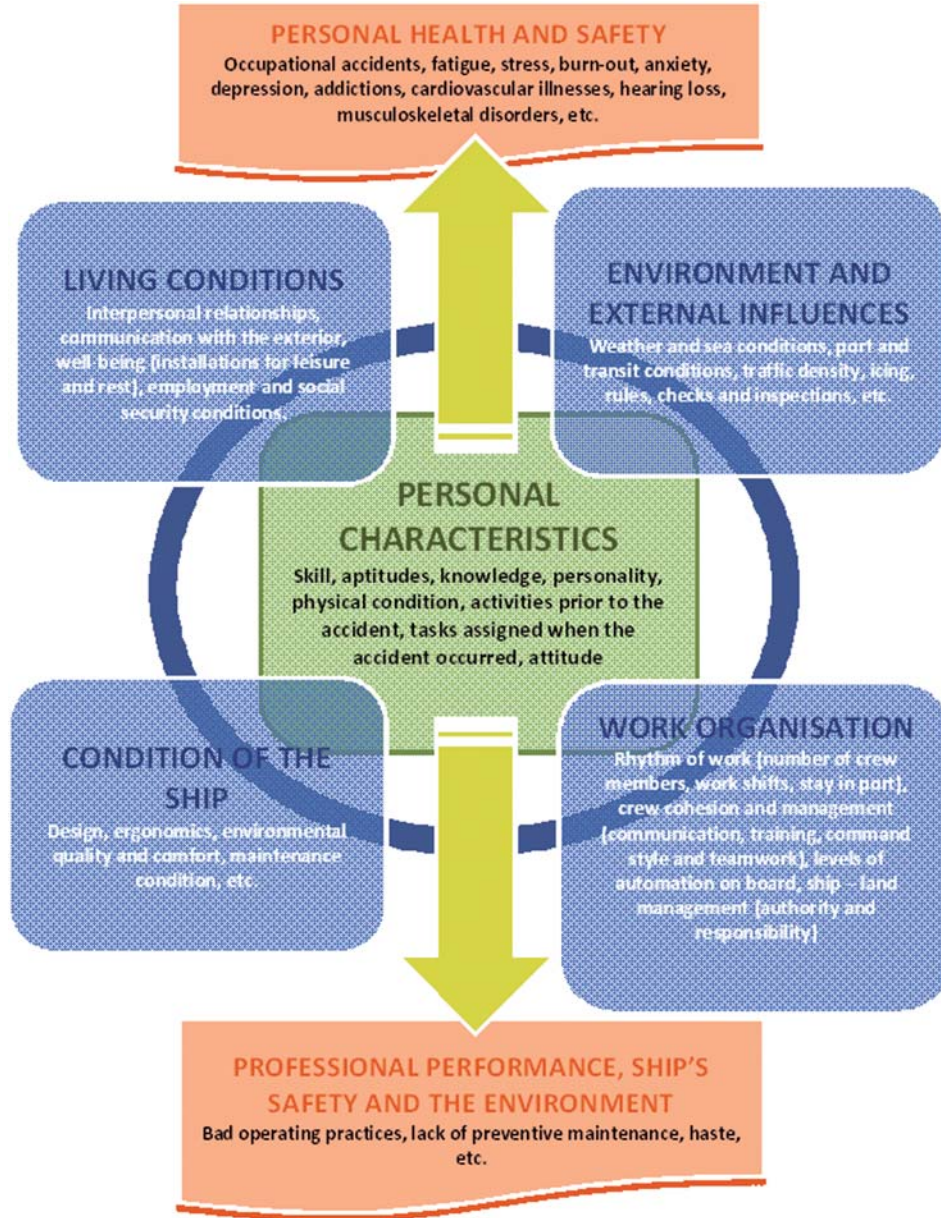 PERSONAL HEALTH AND SAFETY
Occupational accidents, fatigue, stress, burn-out, anxiety,
depression, addictions, cardiovascular illnesses, hearing loss,
musculoskeletal disorders, etc.
LIVING CONDITIONS
Interpersonal relationships,
communication with the exterior,
well-being (installations for leisure
and rest), employment and social
security conditions.
ENVIRONMENT AND
EXTERNAL INFLUENCES
Weather and sea conditions, port and
transit conditions, traffic density, icing,
rules, checks and inspections, etc.
PERSONAL
CHARACTERISTICS
Skill, aptitudes, knowledge, personality,
physical condition, activities prior to the
accident, tasks assigned when the
accident occurred, attitude
CONDITION OF THE
SHIP
Design, ergonomics, environmental
quality and comfort, maintenance
condition, etc.
WORK ORGANISATION
Rhythm of work (number of crew
members, work shifts, stay in port),
crew cohesion and management
(communication, training, command
style and teamwork), levels of
automation on board, ship – land
management (authority and
responsibility)
PROFESSIONAL PERFORMANCE, SHIP'S
SAFETY AND THE ENVIRONMENT
Bad operating practices, lack of preventive maintenance, haste,
etc.